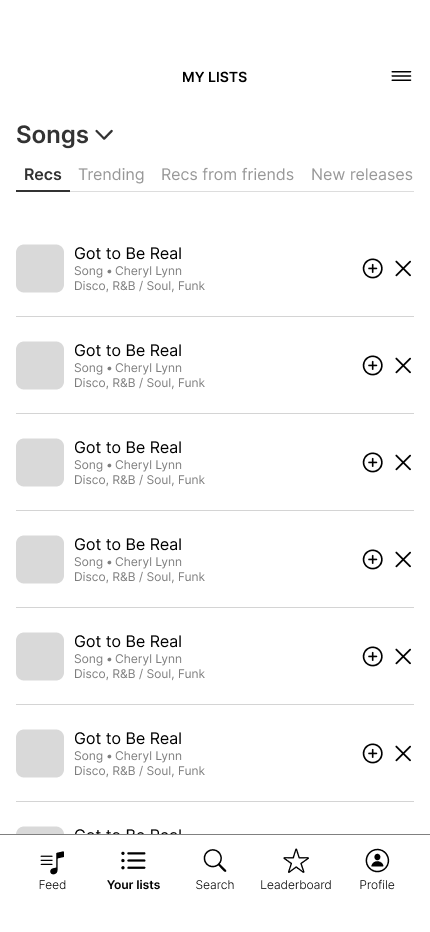 MY LISTS
Songs
Recs Trending Recs from friends New releases
Got to Be Real
Song • Cheryl Lynn
Disco, R&B / Soul, Funk
Got to Be Real
Song • Cheryl Lynn
Disco, R&B / Soul, Funk
Got to Be Real
Song • Cheryl Lynn
Disco, R&B / Soul, Funk
Got to Be Real
Song • Cheryl Lynn
Disco, R&B / Soul, Funk
Got to Be Real
Song • Cheryl Lynn
Disco, R&B / Soul, Funk
Got to Be Real
Song • Cheryl Lynn
Disco, R&B / Soul, Funk
Got to Be Real
Feed Your lists Search Leaderboard Profile